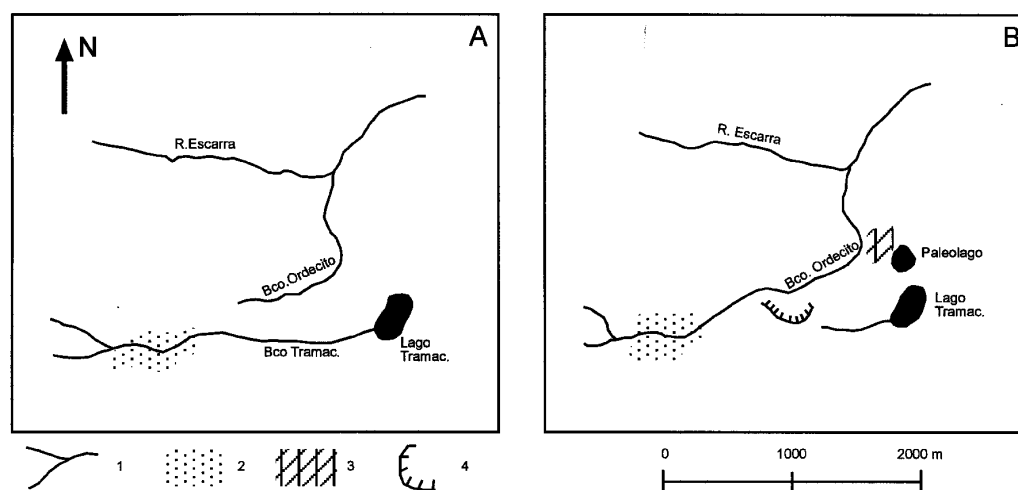 A
N
R.Escarra
Bco.Ordecito
Bco Tramac.
Lago
Tramac.
B
R. Escarra
Bco. Ordecito
Paleolago
Lago
Tramac.
1
2
3
4
0 1000 2000 m